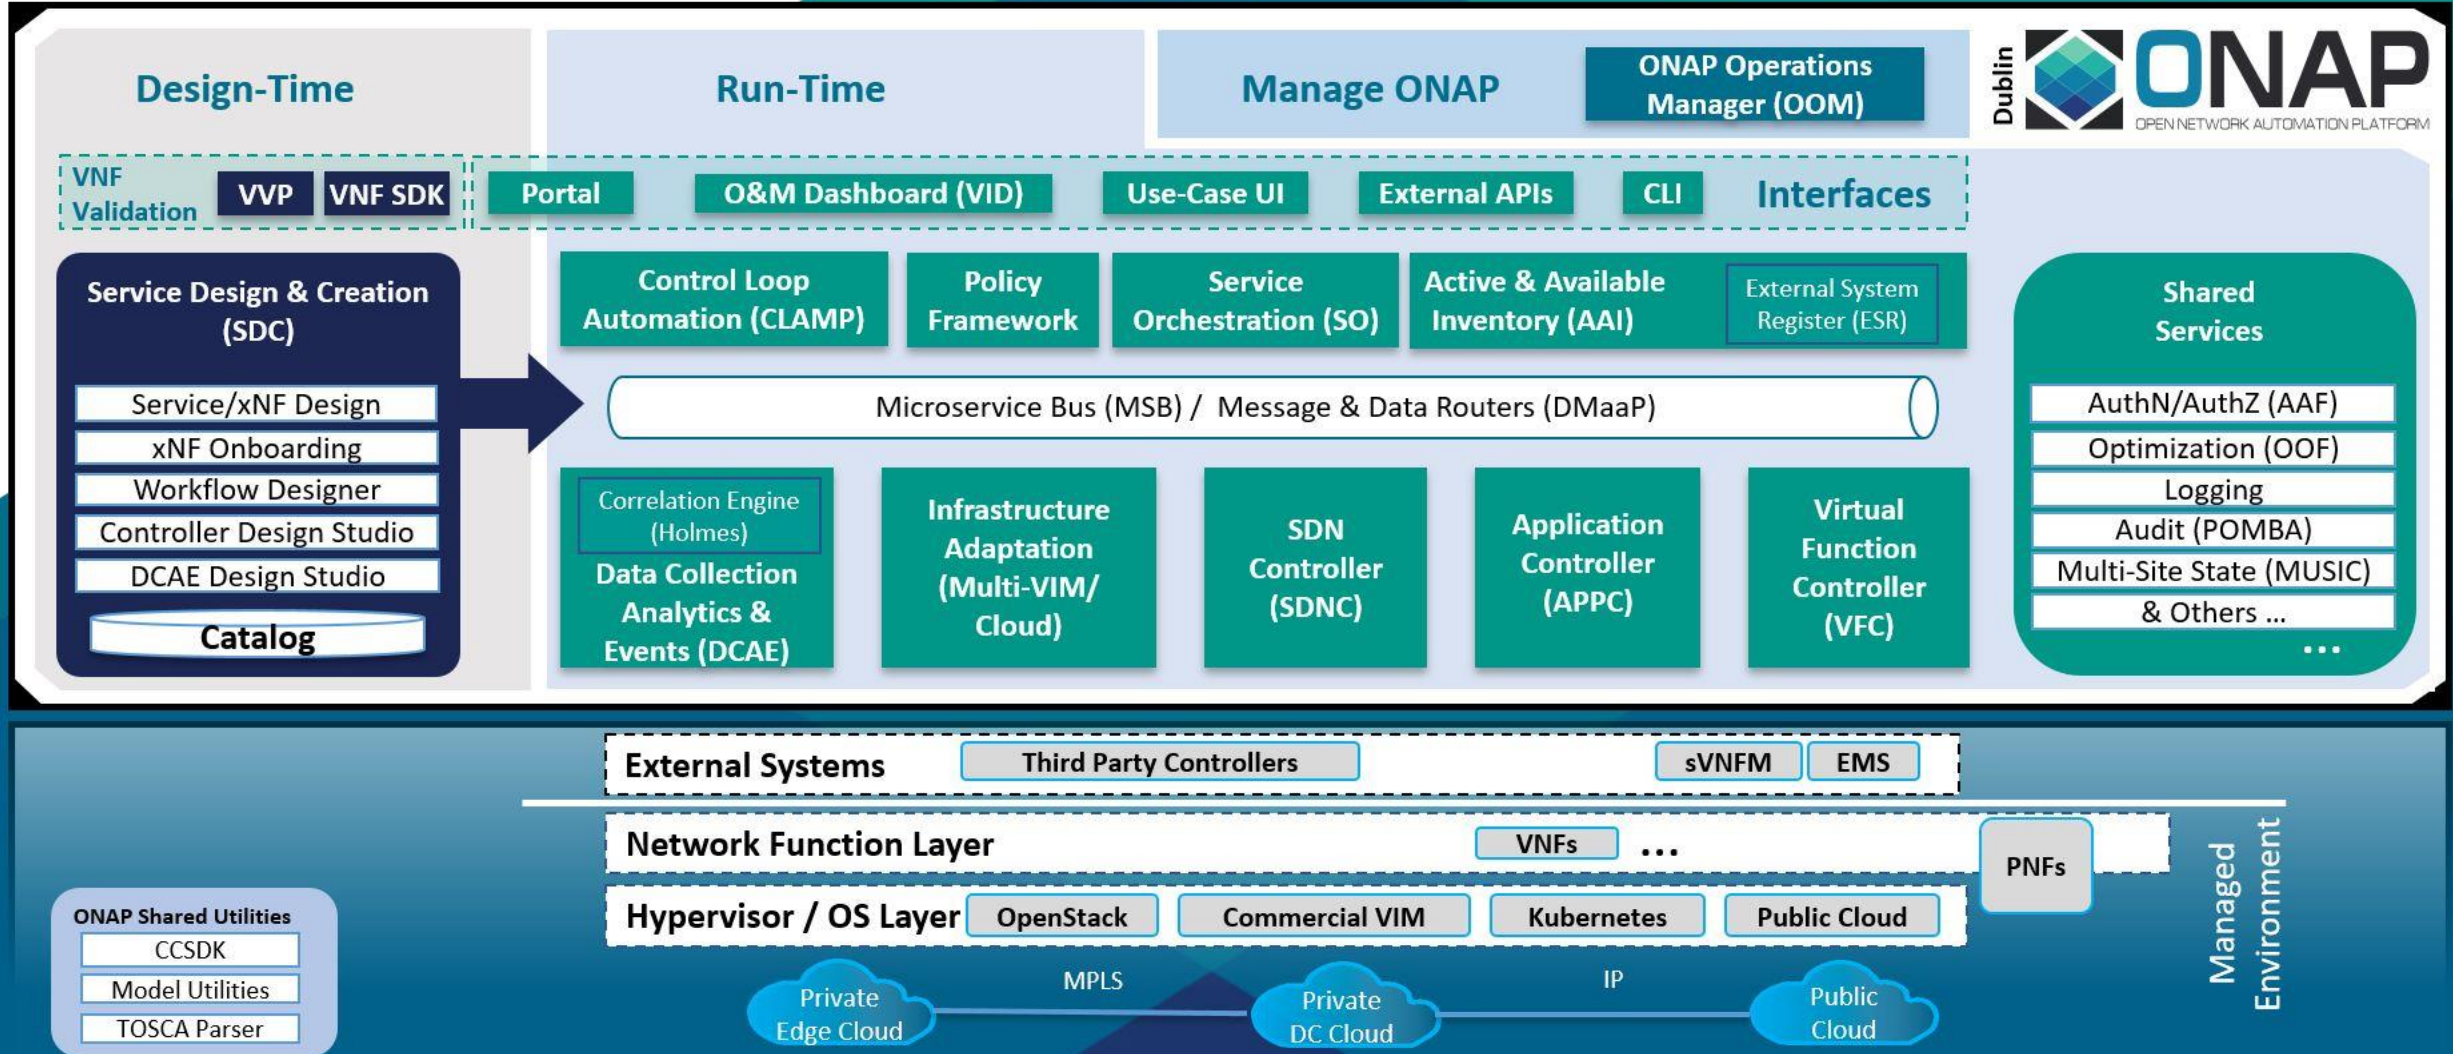 Design-Time
Run-Time
Manage ONAP
ONAP Operations
Manager (OOM)
Dublin
ONAP
OPEN NETWORK AUTOMATION PLATFORM
VNF
Validation
VVP
VNF SDK
Portal
O&M Dashboard (VID)
Use-Case UI
External APIs
CLI
Interfaces
Service Design & Creation
(SDC)
Service/xNF Design
xNF Onboarding
Workflow Designer
Controller Design Studio
DCAE Design Studio
Catalog
Control Loop
Automation (CLAMP)
Policy
Framework
Service
Orchestration (SO)
Active & Available
Inventory (AAI)
External System
Register (ESR)
Microservice Bus (MSB) / Message & Data Routers (DMaaP)
Correlation Engine
(Holmes)
Data Collection
Analytics &
Events (DCAE)
Infrastructure
Adaptation
(Multi-VIM/
Cloud)
SDN
Controller
(SDNC)
Application
Controller
(APPC)
Virtual
Function
Controller
(VFC)
Shared
Services
AuthN/AuthZ (AAF)
Optimization (OOF)
Logging
Audit (POMBA)
Multi-Site State (MUSIC)
& Others ...
...
External Systems
Third Party Controllers
sVNFM
EMS
Network Function Layer
VNFs
...
PNFs
Hypervisor / OS Layer
OpenStack
Commercial VIM
Kubernetes
Public Cloud
Managed
Environment
ONAP Shared Utilities
CCSDK
Model Utilities
TOSCA Parser
Private
Edge Cloud
MPLS
Private
DC Cloud
IP
Public
Cloud